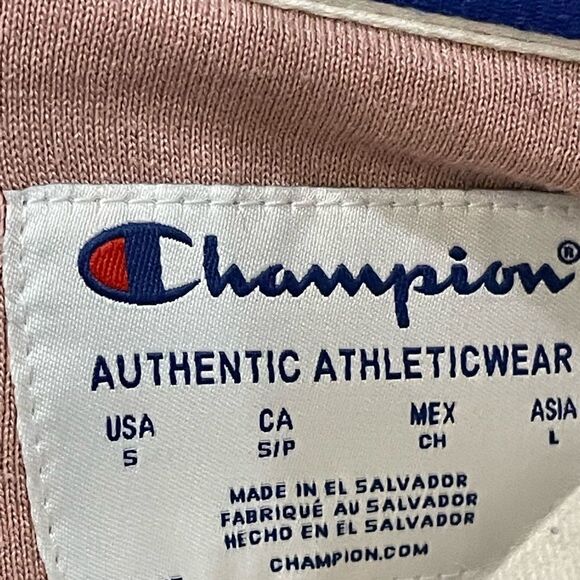 Champion®
AUTHENTIC ATHLETICWEAR
USA CA MEX ASIA
S S/P CH L
MADE IN EL SALVADOR
FABRIQUÉ AU SALVADOR
HECHO EN EL SALVADOR
CHAMPION.COM